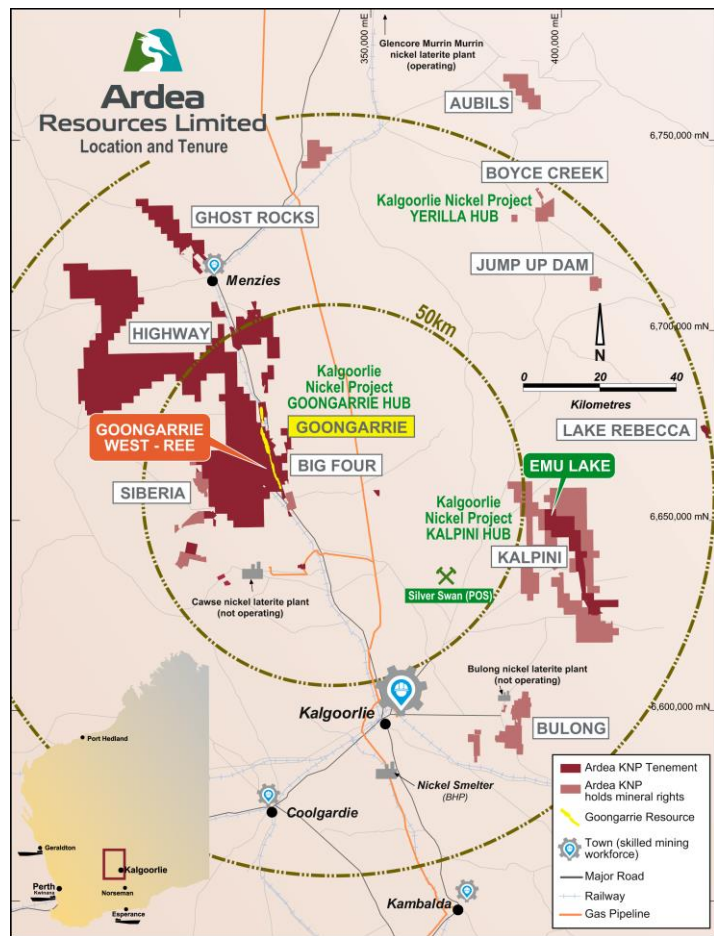 Ardea
Resources Limited
Location and Tenure
350,000 mE
400,000 mE
Glencore Murrin Murrin
nickel laterite plant
(operating)
AUBILS
6,750,000 mN
BOYCE CREEK
Kalgoorlie Nickel Project
YERILLA HUB
GHOST ROCKS
JUMP UP DAM
Menzies
6,700,000 mN
HIGHWAY
50km
N
0 20 40
Kilometres
Kalgoorlie
Nickel Project
GOONGARRIE HUB
GOONGARRIE
GOONGARRIE
WEST - REE
LAKE REBECCA
BIG FOUR
EMU LAKE
SIBERIA
Kalgoorlie
Nickel Project
KALPINI HUB
6,650,000 mN
KALPINI
Cawse nickel laterite plant
(not operating)
Silver Swan (POS)
Bulong nickel laterite plant
(not operating)
Kalgoorlie
6,600,000 mN
BULONG
Nickel Smelter
(BHP)
Coolgardie
Kambalda
Port Hedland
Geraldton
Kalgoorlie
Perth
Kwinana
Norseman
Esperance
Ardea KNP Tenement
Ardea KNP
holds mineral rights
Goongarrie Resource
Town (skilled mining
workforce)
Major Road
Railway
Gas Pipeline